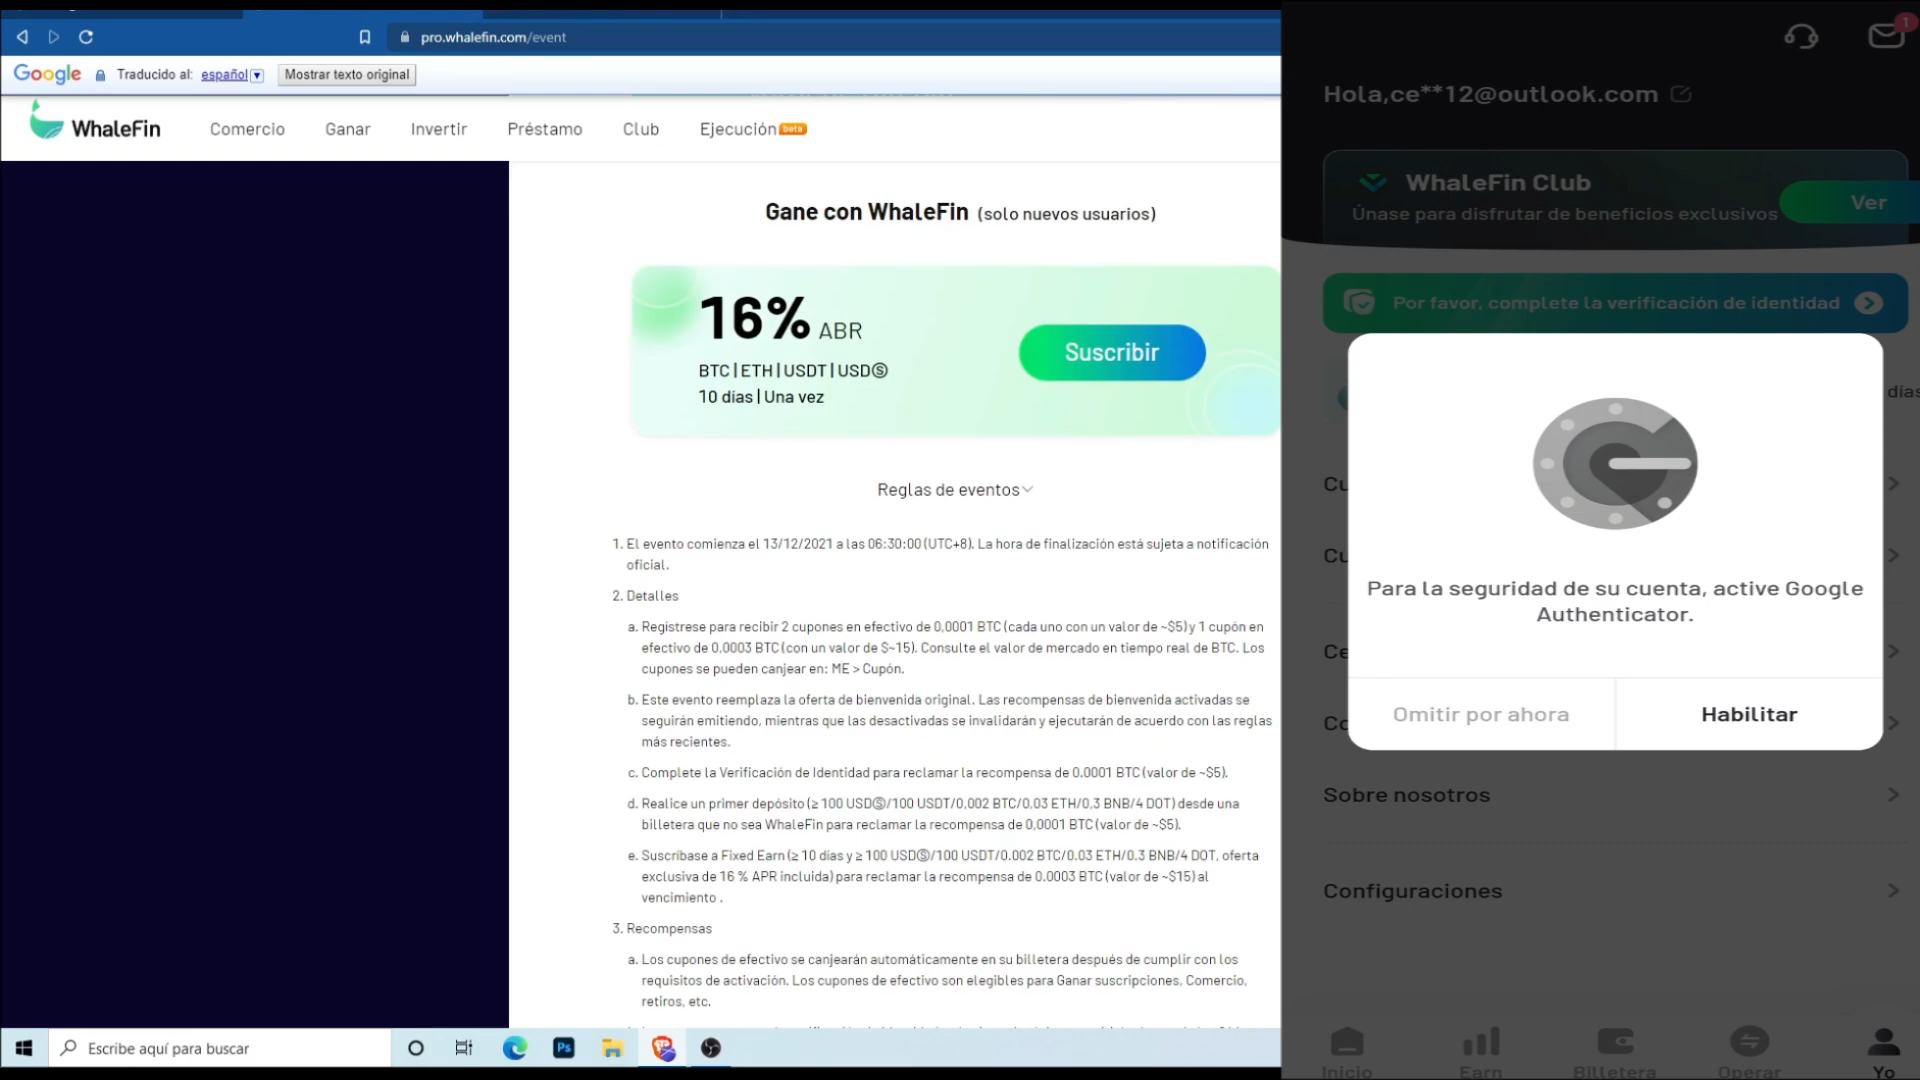 pro.whalefin.com/event
Google Traducido al: español Mostrar texto original
WhaleFin Comercio Ganar Invertir Préstamo Club Ejecución beta
Gane con WhaleFin (solo nuevos usuarios)
16% ABR
BTC | ETH | USDT | USDⓈ
10 días | Una vez
Suscribir
Reglas de eventos
1. El evento comienza el 13/12/2021 a las 06:30:00 (UTC+8). La hora de finalización está sujeta a notificación
oficial.
2. Detalles
a. Regístrese para recibir 2 cupones en efectivo de 0,0001 BTC (cada uno con un valor de ~$5) y 1 cupón en
efectivo de 0,0003 BTC (con un valor de $~15). Consulte el valor de mercado en tiempo real de BTC. Los
cupones se pueden canjear en: ME > Cupón.
b. Este evento reemplaza la oferta de bienvenida original. Las recompensas de bienvenida activadas se
seguirán emitiendo, mientras que las desactivadas se invalidarán y ejecutarán de acuerdo con las reglas
más recientes.
c. Complete la Verificación de Identidad para reclamar la recompensa de 0.0001 BTC (valor de ~$5).
d. Realice un primer depósito (≥ 100 USDⓈ/100 USDT/0,002 BTC/0,03 ETH/0,3 BNB/4 DOT) desde una
billetera que no sea WhaleFin para reclamar la recompensa de 0,0001 BTC (valor de ~$5).
e. Suscríbase a Fixed Earn (≥ 10 días y ≥ 100 USDⓈ/100 USDT/0.002 BTC/0.03 ETH/0.3 BNB/4 DOT, oferta
exclusiva de 16 % APR incluida) para reclamar la recompensa de 0.0003 BTC (valor de ~$15) al
vencimiento .
3. Recompensas
a. Los cupones de efectivo se canjearán automáticamente en su billetera después de cumplir con los
requisitos de activación. Los cupones de efectivo son elegibles para Ganar suscripciones, Comercio,
retiros, etc.
Escribe aquí para buscar
Ps
1
Hola,ce**12@outlook.com
WhaleFin Club
Únase para disfrutar de beneficios exclusivos
Ver
Por favor, complete la verificación de identidad
días
Cu
Cu
Ce
Co
Para la seguridad de su cuenta, active Google
Authenticator.
Omitir por ahora Habilitar
Sobre nosotros
Configuraciones
Inicio Earn Billetera Operar Yo